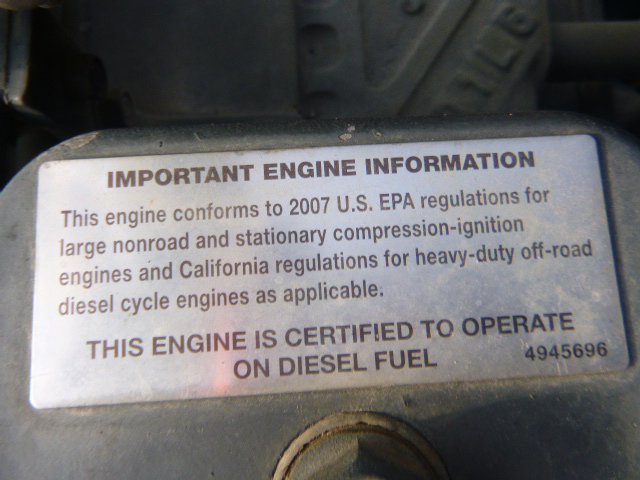 IMPORTANT ENGINE INFORMATION
This engine conforms to 2007 U.S. EPA regulations for
large nonroad and stationary compression-ignition
engines and California regulations for heavy-duty off-road
diesel cycle engines as applicable.
THIS ENGINE IS CERTIFIED TO OPERATE
ON DIESEL FUEL
4945696